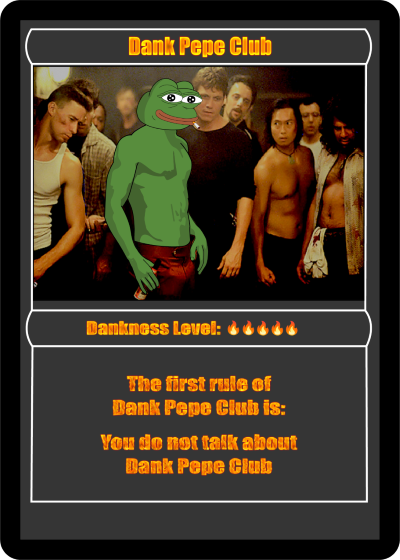 Dank Pepe Club
Dankness Level: 🔥🔥🔥🔥🔥
The first rule of
Dank Pepe Club is:
You do not talk about
Dank Pepe Club